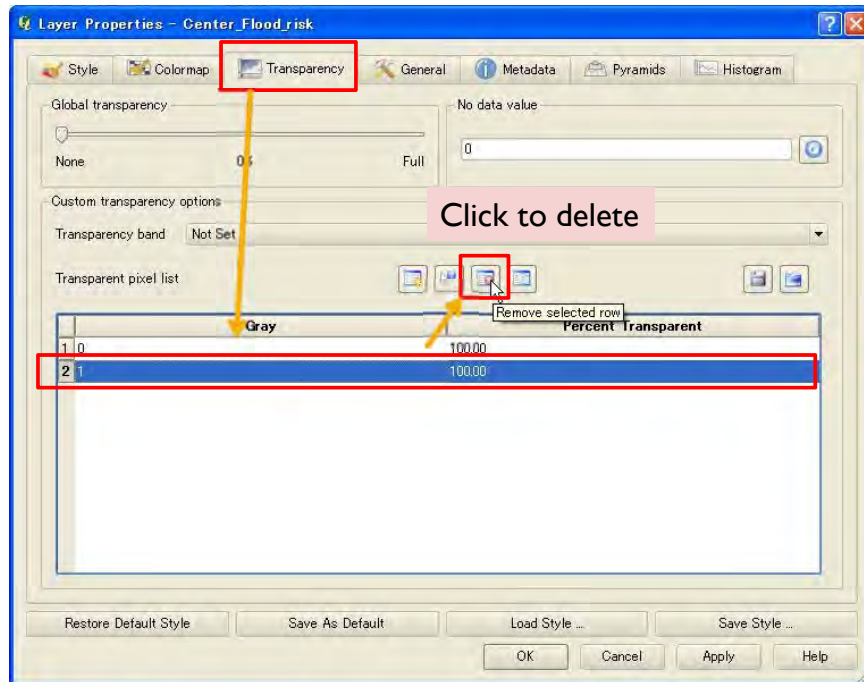 Layer Properties - Center_Flood_risk
Style Colormap Transparency General Metadata Pyramids Histogram
Global transparency
None 0% Full
No data value
0
Custom transparency options
Click to delete
Transparency band Not Set
Transparent pixel list
Remove selected row
Gray Percent Transparent
1 0 100.00
2 1 100.00
Restore Default Style Save As Default Load Style ... Save Style ...
OK Cancel Apply Help